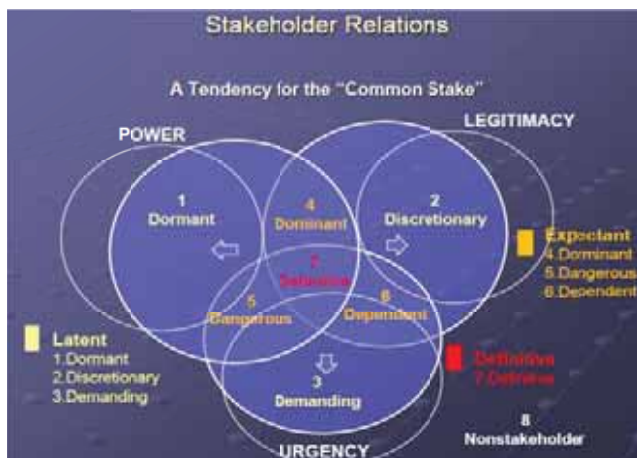 Stakeholder Relations
A Tendency for the “Common Stake”
POWER
LEGITIMACY
1
Dormant
4
Dominant
2
Discretionary
7
Definitive
5
Dangerous
6
Dependent
3
Demanding
URGENCY
Expectant
4.Dorminant
5.Dangerous
6.Dependent
Latent
1.Dormant
2.Discretionary
3.Demanding
Definitive
7.Definitive
8
Nonstakeholder